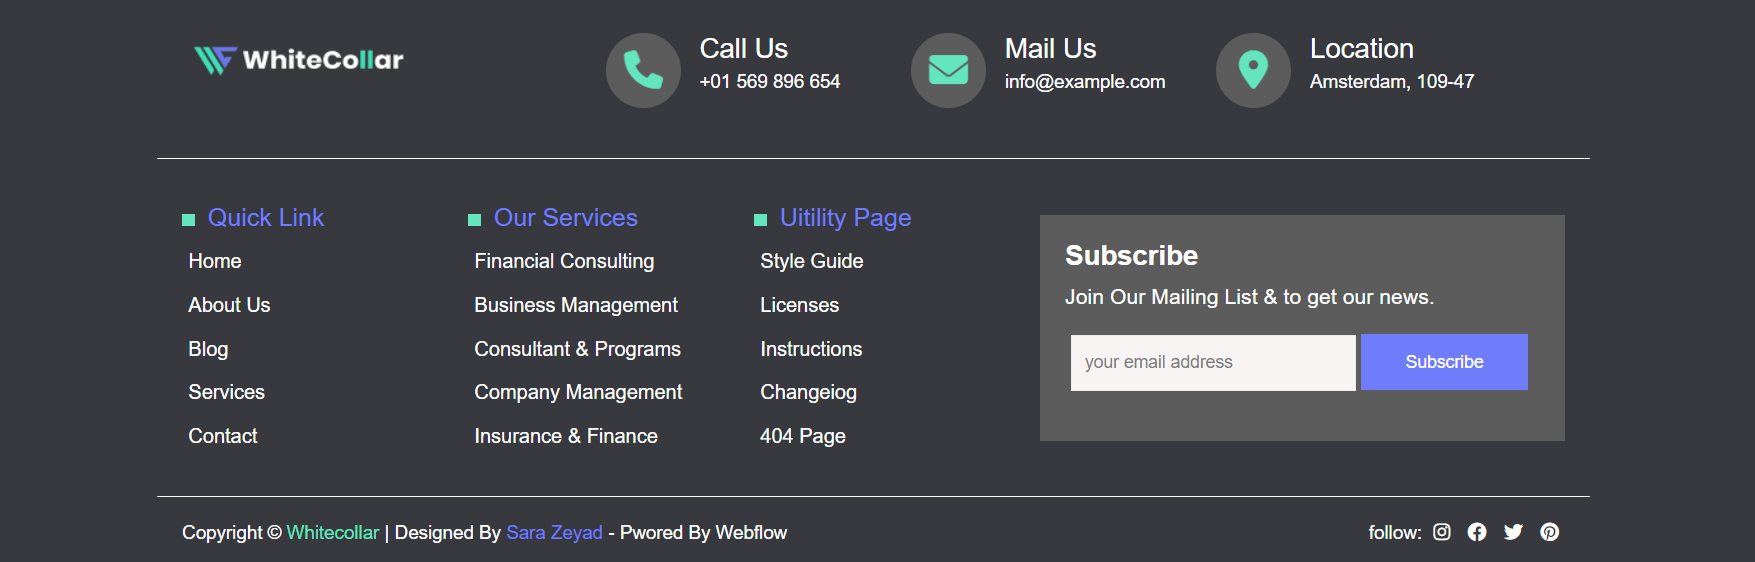 WhiteCollar
Call Us
+01 569 896 654
Mail Us
info@example.com
Location
Amsterdam, 109-47
Quick Link
Home
About Us
Blog
Services
Contact
Our Services
Financial Consulting
Business Management
Consultant & Programs
Company Management
Insurance & Finance
Uitility Page
Style Guide
Licenses
Instructions
Changeiog
404 Page
Subscribe
Join Our Mailing List & to get our news.
your email address
Subscribe
Copyright © Whitecollar | Designed By Sara Zeyad - Pwored By Webflow
follow: